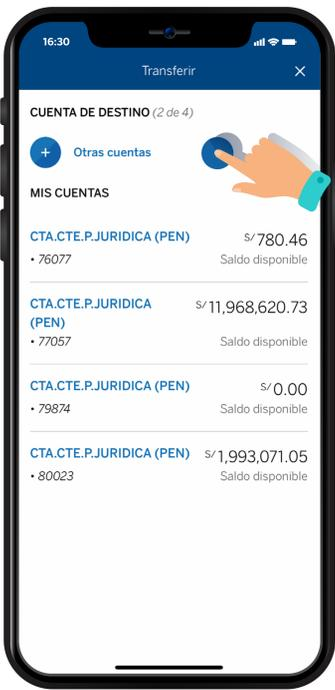 16:30
Transferir
CUENTA DE DESTINO (2 de 4)
Otras cuentas
MIS CUENTAS
CTA.CTE.P.JURIDICA (PEN) S/ 780.46
• 76077 Saldo disponible
CTA.CTE.P.JURIDICA S/ 11,968,620.73
(PEN)
• 77057 Saldo disponible
CTA.CTE.P.JURIDICA (PEN) S/ 0.00
• 79874 Saldo disponible
CTA.CTE.P.JURIDICA (PEN) S/ 1,993,071.05
• 80023 Saldo disponible